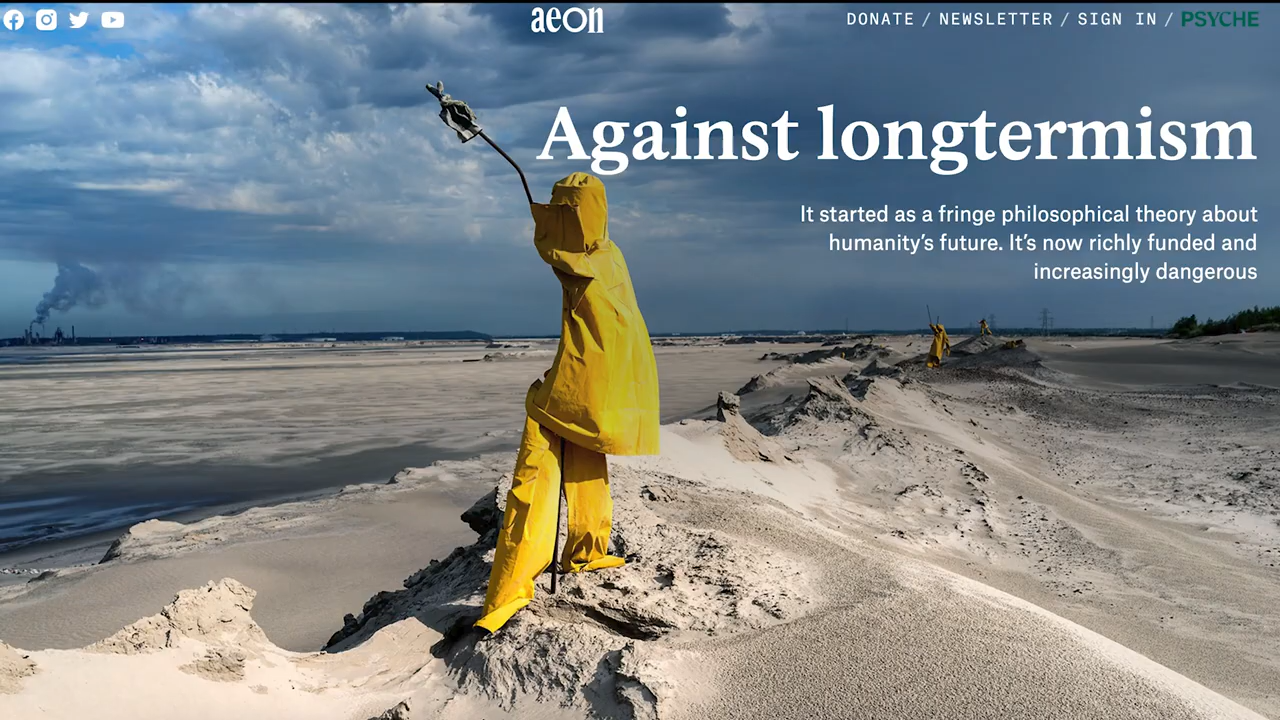 aeon
DONATE / NEWSLETTER / SIGN IN / PSYCHE
Against longtermism
It started as a fringe philosophical theory about
humanity’s future. It’s now richly funded and
increasingly dangerous